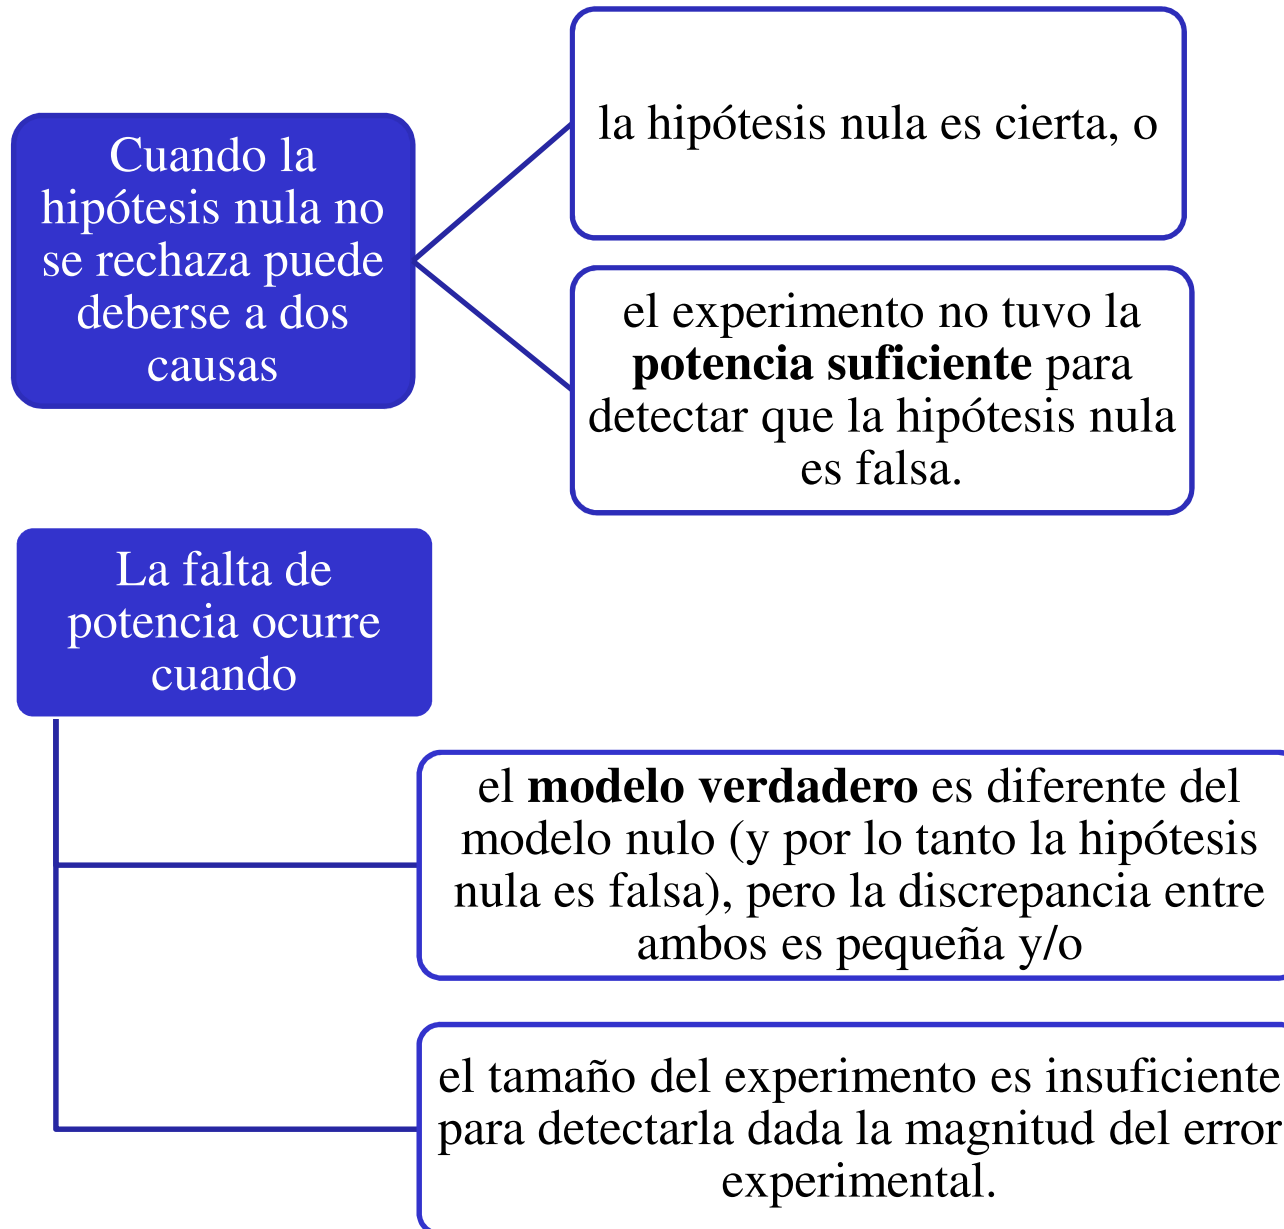 Cuando la
hipótesis nula no
se rechaza puede
deberse a dos
causas
la hipótesis nula es cierta, o
el experimento no tuvo la
potencia suficiente para
detectar que la hipótesis nula
es falsa.
La falta de
potencia ocurre
cuando
el modelo verdadero es diferente del
modelo nulo (y por lo tanto la hipótesis
nula es falsa), pero la discrepancia entre
ambos es pequeña y/o
el tamaño del experimento es insuficiente
para detectarla dada la magnitud del error
experimental.